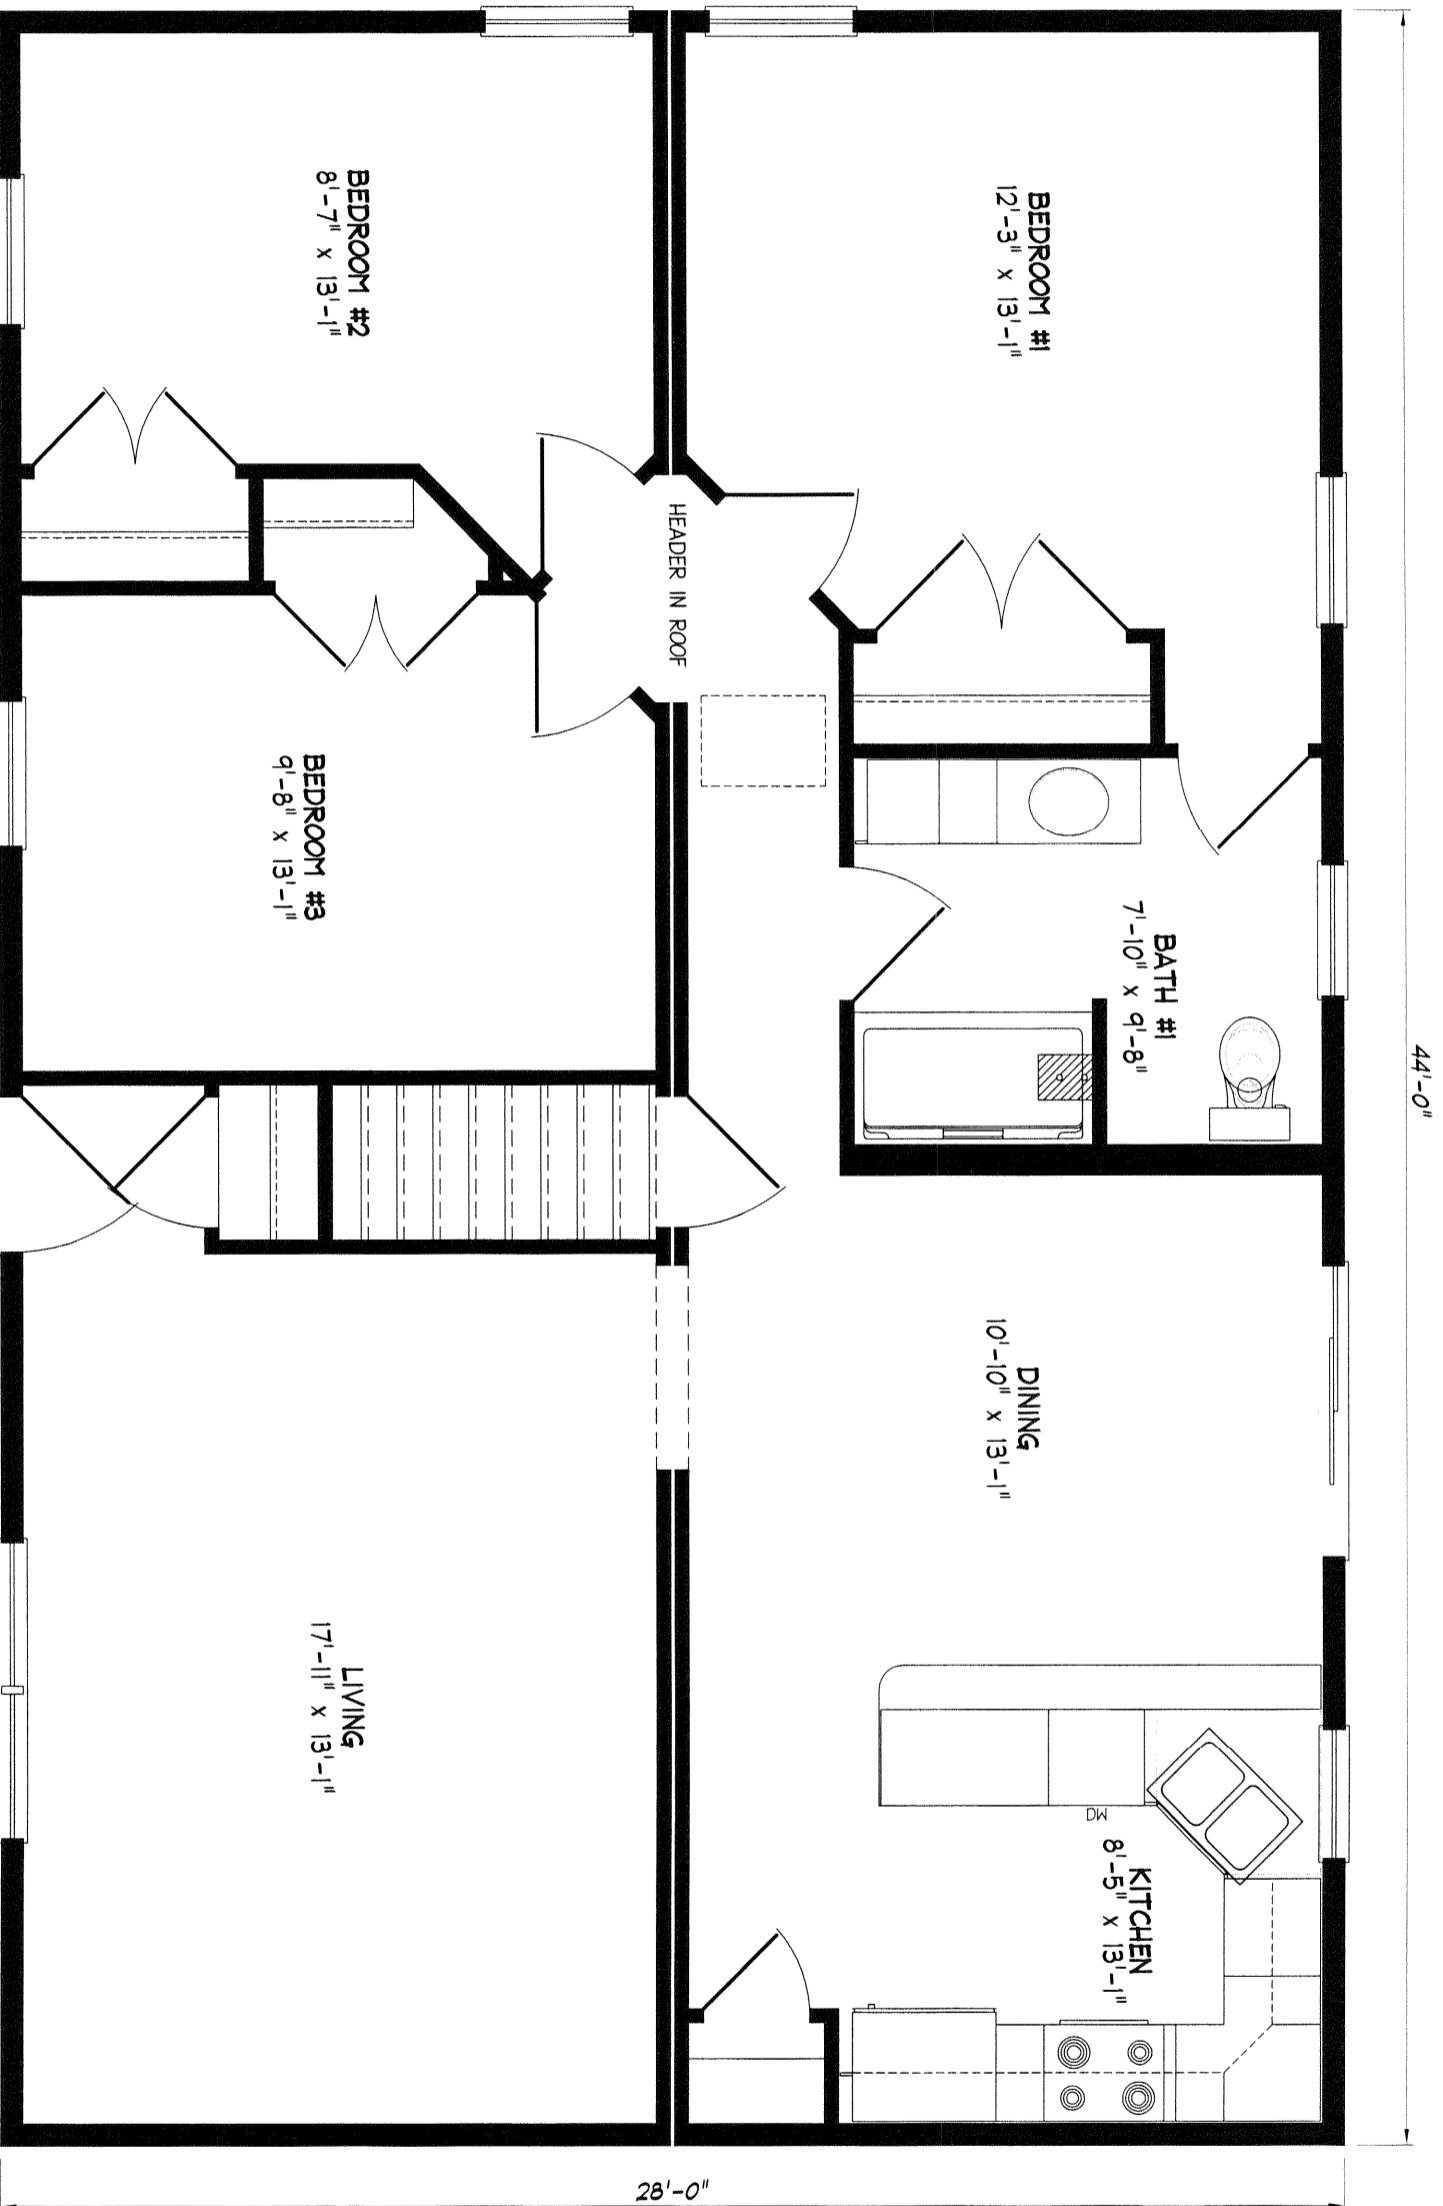 44'-0"
28'-0"
BEDROOM #1
12'-3" x 13'-1"
BATH #1
7'-10" x 9'-8"
DINING
10'-10" x 13'-1"
KITCHEN
8'-5" x 13'-1"
DW
HEADER IN ROOF
BEDROOM #2
8'-7" x 13'-1"
BEDROOM #3
9'-8" x 13'-1"
LIVING
17'-11" x 13'-1"